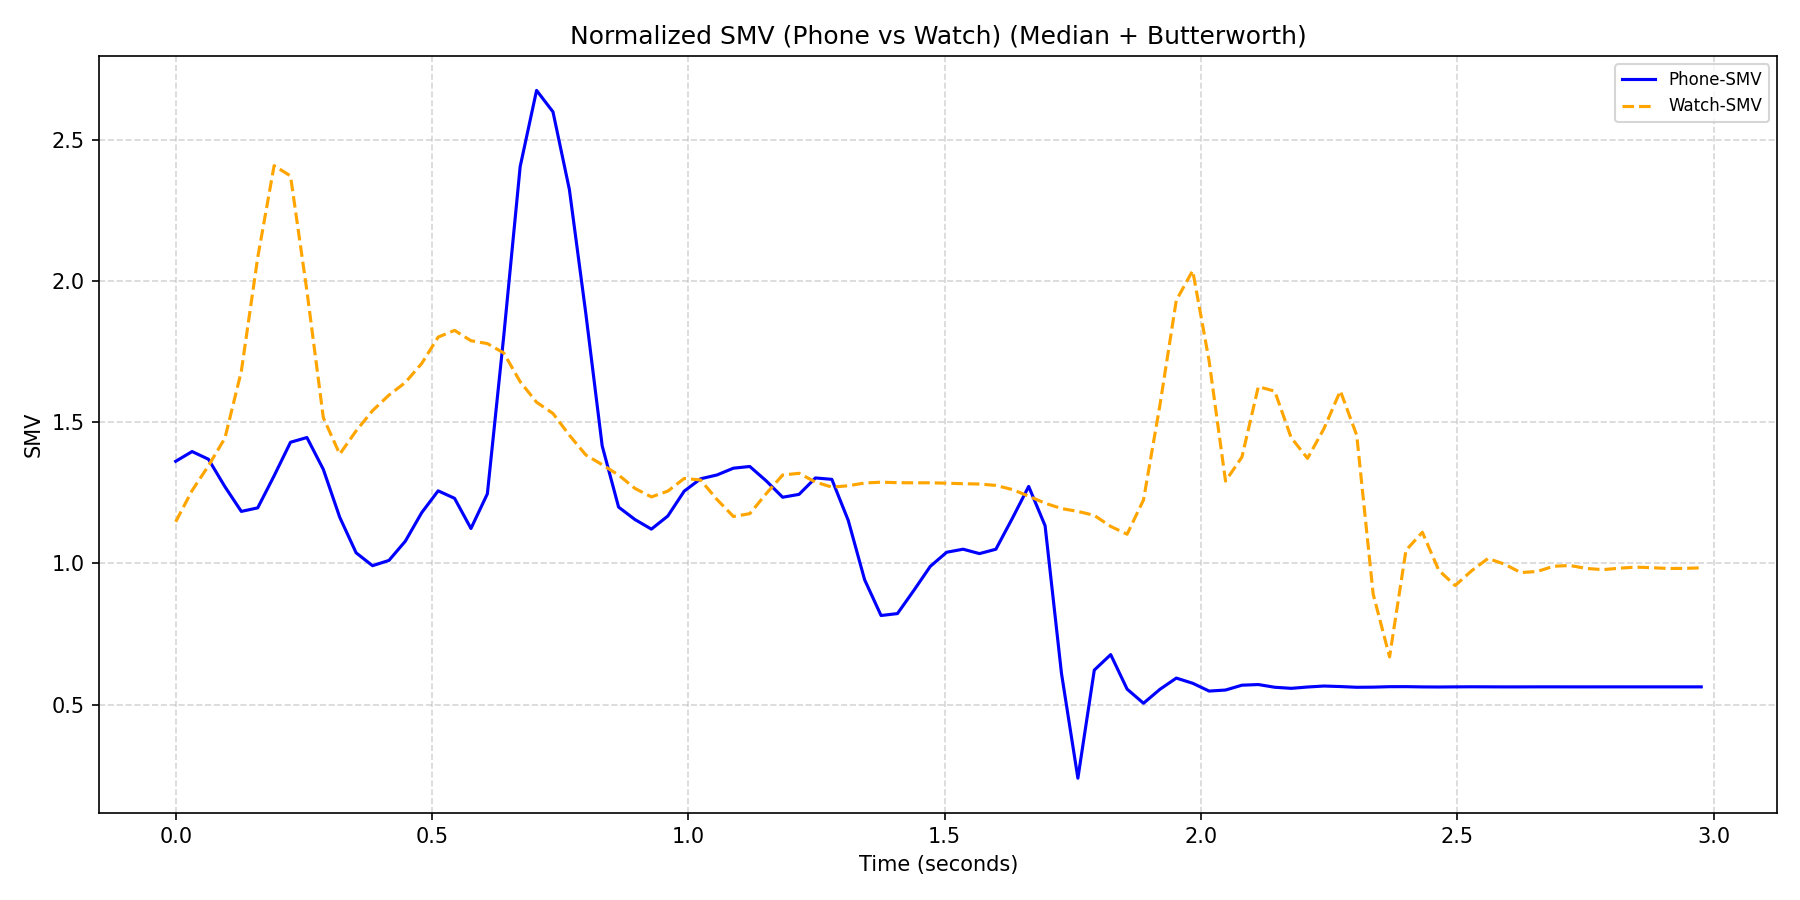 Normalized SMV (Phone vs Watch) (Median + Butterworth)
Phone-SMV
Watch-SMV
SMV
2.5
2.0
1.5
1.0
0.5
0.0 0.5 1.0 1.5 2.0 2.5 3.0
Time (seconds)